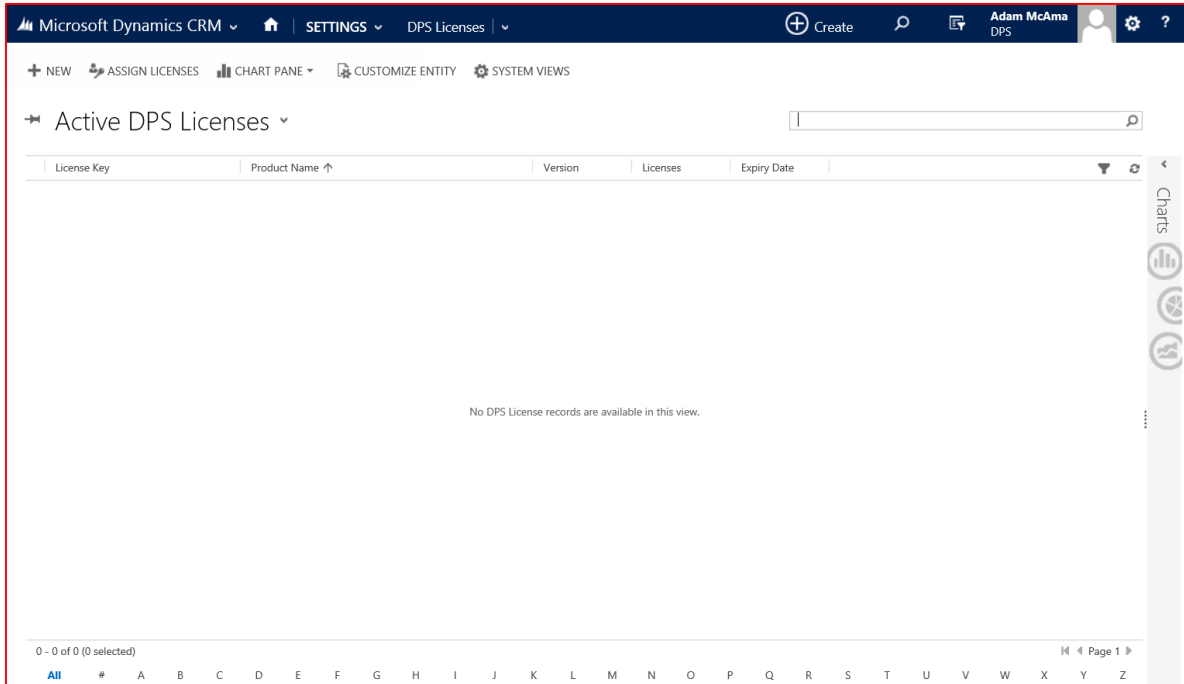 Microsoft Dynamics CRM SETTINGS DPS Licenses Create Adam McAma ?
DPS
NEW ASSIGN LICENSES CHART PANE CUSTOMIZE ENTITY SYSTEM VIEWS
Active DPS Licenses
License Key Product Name Version Licenses Expiry Date
Charts
No DPS License records are available in this view.
0 - 0 of 0 (0 selected) Page 1
All # A B C D E F G H I J K L M N O P Q R S T U V W X Y Z